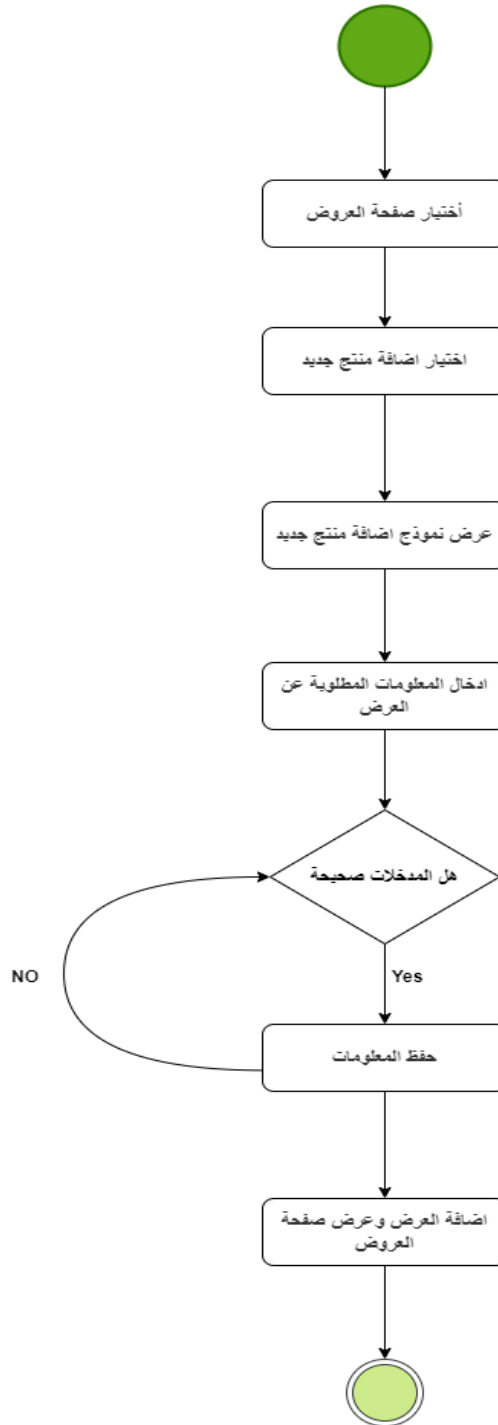 أختيار صفحة العروض
اختيار اضافة منتج جديد
عرض نموذج اضافة منتج جديد
ادخال المعلومات المطلوبة عن
العرض
هل المدخلات صحيحة
NO
Yes
حفظ المعلومات
اضافة العرض وعرض صفحة
العروض